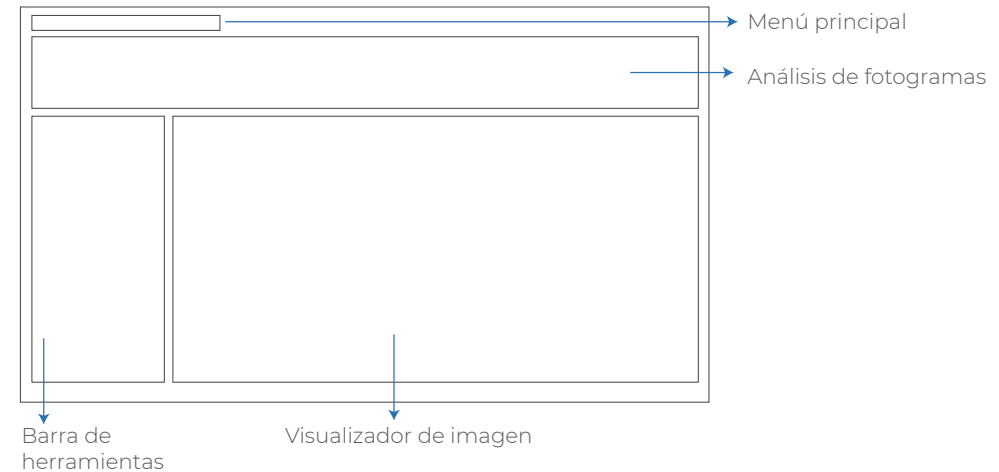 Menú principal
Análisis de fotogramas
Barra de
herramientas
Visualizador de imagen